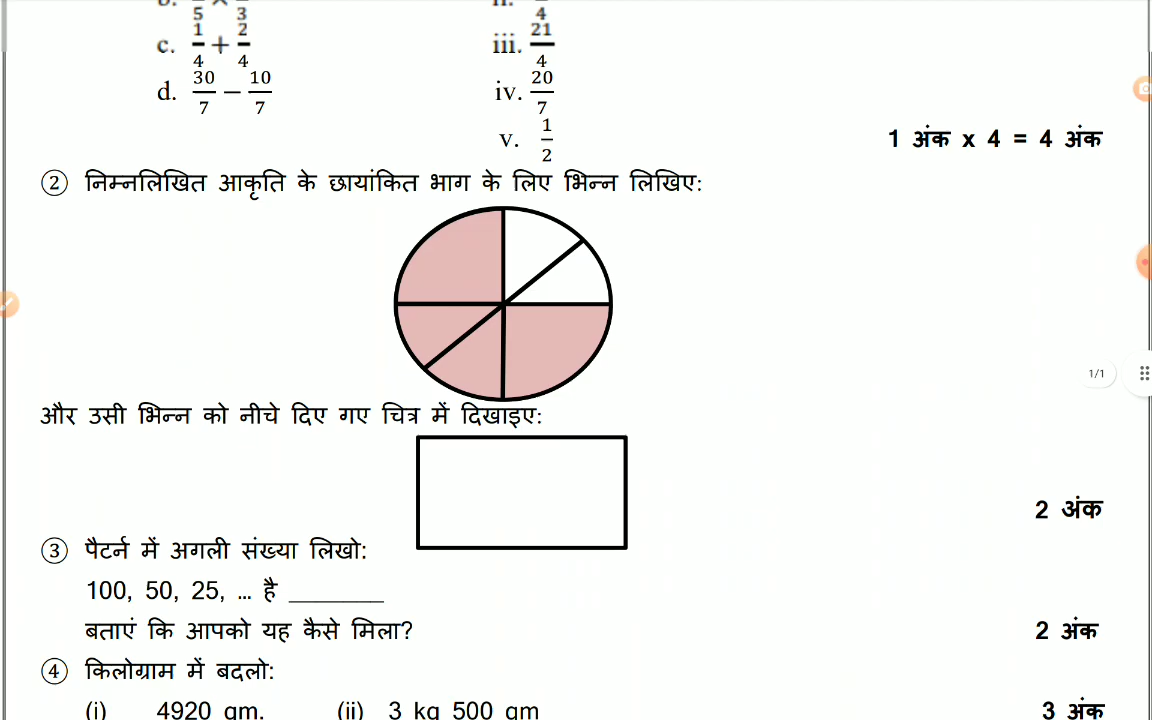 c. 1/4 + 2/4 iii. 21/4
d. 30/7 − 10/7 iv. 20/7
v. 1/2
1 अंक x 4 = 4 अंक
② निम्नलिखित आकृति के छायांकित भाग के लिए भिन्न लिखिए:
1/1
और उसी भिन्न को नीचे दिए गए चित्र में दिखाइए:
2 अंक
③ पैटर्न में अगली संख्या लिखो:
100, 50, 25, ... है _______
बताएं कि आपको यह कैसे मिला?
2 अंक
④ किलोग्राम में बदलो:
(i) 4920 gm. (ii) 3 kg 500 gm
3 अंक